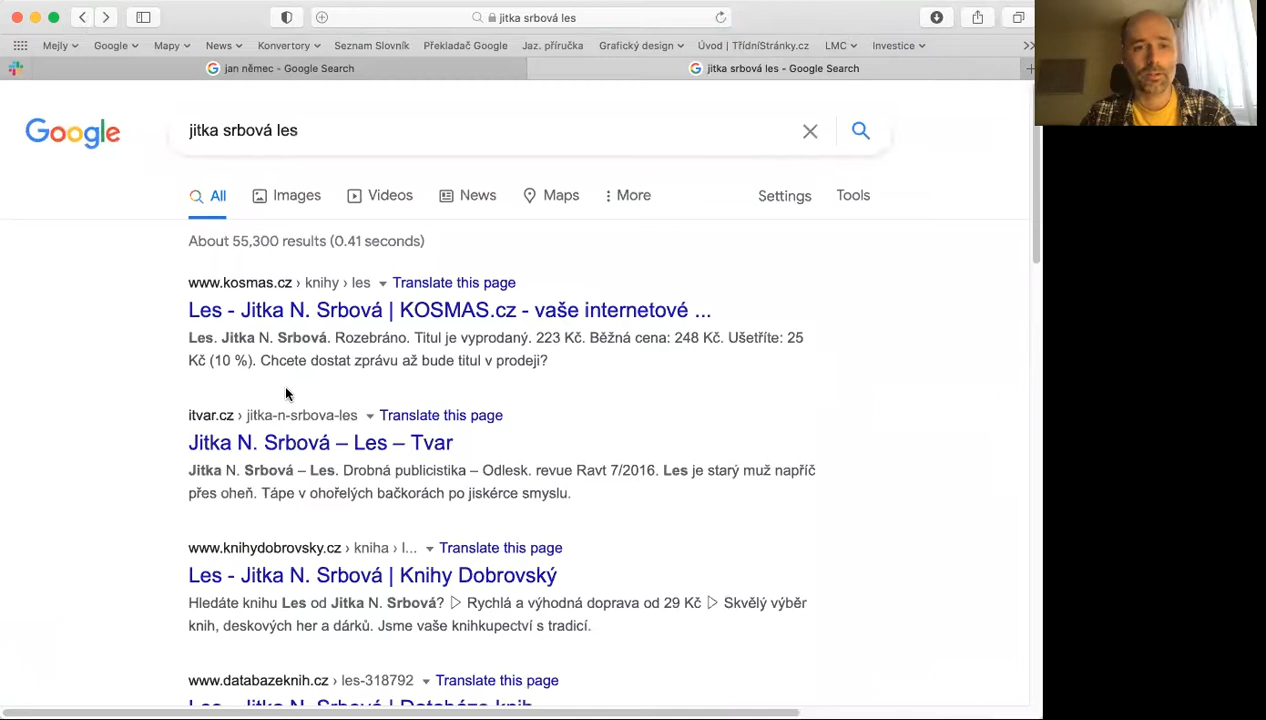 jitka srbová les
Mejly Google Mapy News Konvertory Seznam Slovník Překladač Google Jaz. příručka Grafický design Úvod | TřídníStránky.cz LMC Investice
jan němec - Google Search
jitka srbová les - Google Search
Google
jitka srbová les
All Images Videos News Maps More Settings Tools
About 55,300 results (0.41 seconds)
www.kosmas.cz › knihy › les Translate this page
Les - Jitka N. Srbová | KOSMAS.cz - vaše internetové ...
Les. Jitka N. Srbová. Rozebráno. Titul je vyprodaný. 223 Kč. Běžná cena: 248 Kč. Ušetříte: 25
Kč (10 %). Chcete dostat zprávu až bude titul v prodeji?
itvar.cz › jitka-n-srbova-les Translate this page
Jitka N. Srbová – Les – Tvar
Jitka N. Srbová – Les. Drobná publicistika – Odlesk. revue Ravt 7/2016. Les je starý muž napříč
přes oheň. Tápe v ohořelých bačkorách po jiskérce smyslu.
www.knihydobrovsky.cz › kniha › l... Translate this page
Les - Jitka N. Srbová | Knihy Dobrovský
Hledáte knihu Les od Jitka N. Srbová? ▷ Rychlá a výhodná doprava od 29 Kč ▷ Skvělý výběr
knih, deskových her a dárků. Jsme vaše knihkupectví s tradicí.
www.databazeknih.cz › les-318792 Translate this page
Les - Jitka N. Srbová | Databáze knih